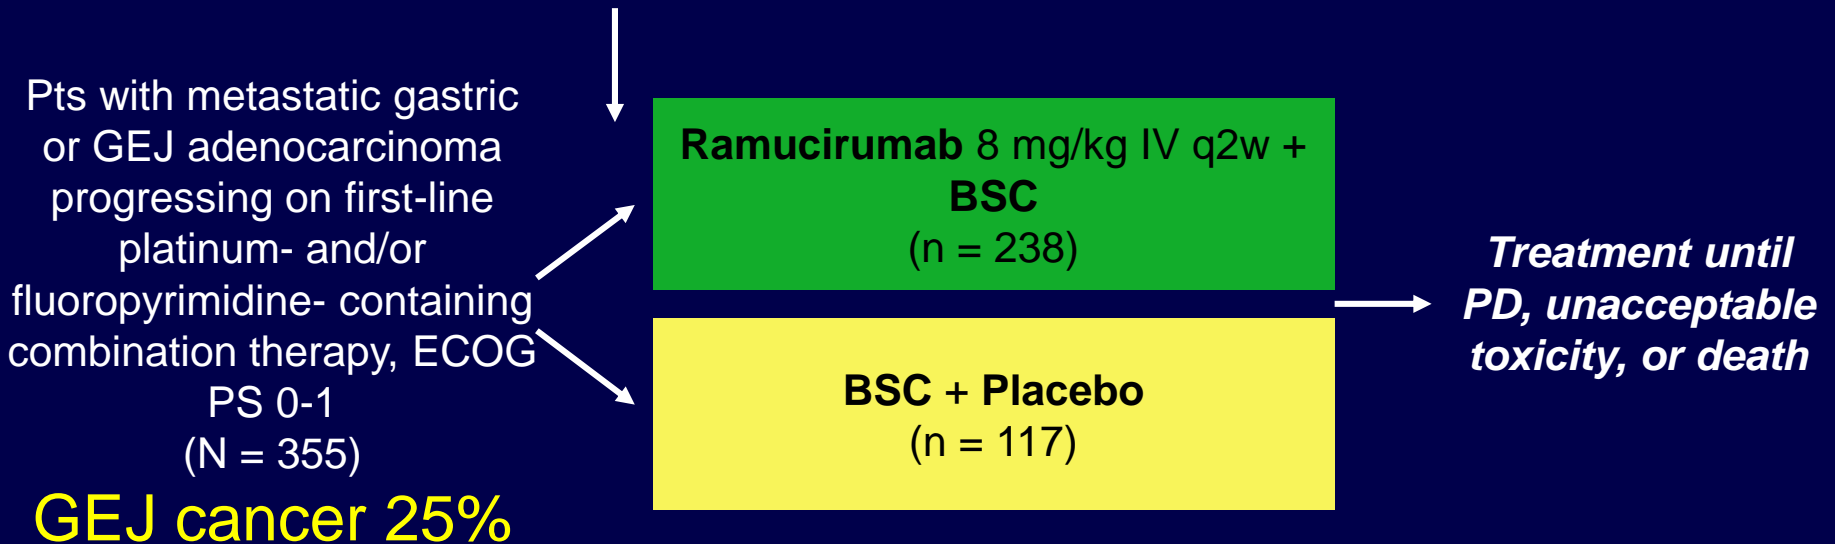 Pts with metastatic gastric
or GEJ adenocarcinoma
progressing on first-line
platinum- and/or
fluoropyrimidine- containing
combination therapy, ECOG
PS 0-1
(N = 355)
GEJ cancer 25%
Ramucirumab 8 mg/kg IV q2w +
BSC
(n = 238)
BSC + Placebo
(n = 117)
Treatment until
PD, unacceptable
toxicity, or death